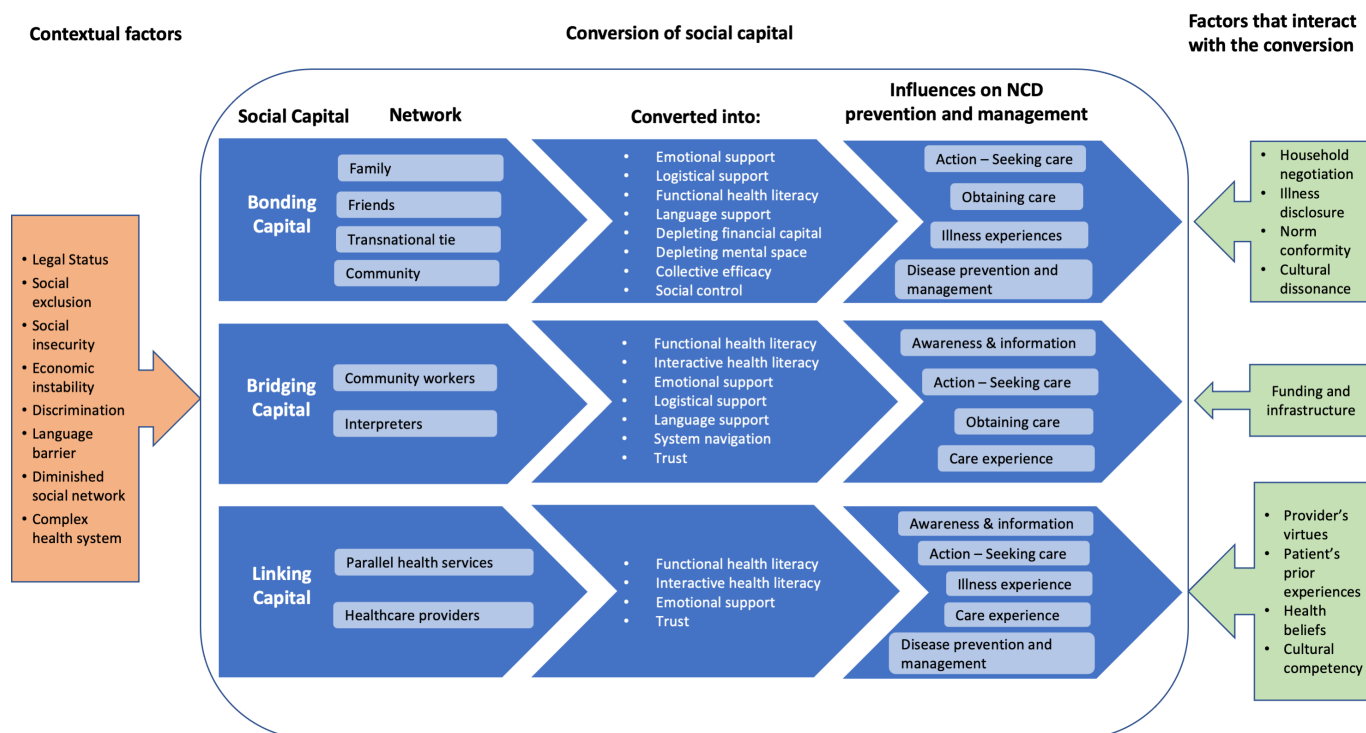 Contextual factors
Conversion of social capital
Factors that interact
with the conversion
Social Capital
Network
Converted into:
Influences on NCD
prevention and management
• Legal Status
• Social
exclusion
• Social
insecurity
• Economic
instability
• Discrimination
• Language
barrier
• Diminished
social network
• Complex
health system
Bonding
Capital
Family
Friends
Transnational tie
Community
• Emotional support
• Logistical support
• Functional health literacy
• Language support
• Depleting financial capital
• Depleting mental space
• Collective efficacy
• Social control
Action – Seeking care
Obtaining care
Illness experiences
Disease prevention and
management
• Household
negotiation
• Illness
disclosure
• Norm
conformity
• Cultural
dissonance
Bridging
Capital
Community workers
Interpreters
• Functional health literacy
• Interactive health literacy
• Emotional support
• Logistical support
• Language support
• System navigation
• Trust
Awareness & information
Action – Seeking care
Obtaining care
Care experience
Funding and
infrastructure
Linking
Capital
Parallel health services
Healthcare providers
• Functional health literacy
• Interactive health literacy
• Emotional support
• Trust
Awareness & information
Action – Seeking care
Illness experience
Care experience
Disease prevention and
management
• Provider's
virtues
• Patient's
prior
experiences
• Health
beliefs
• Cultural
competency